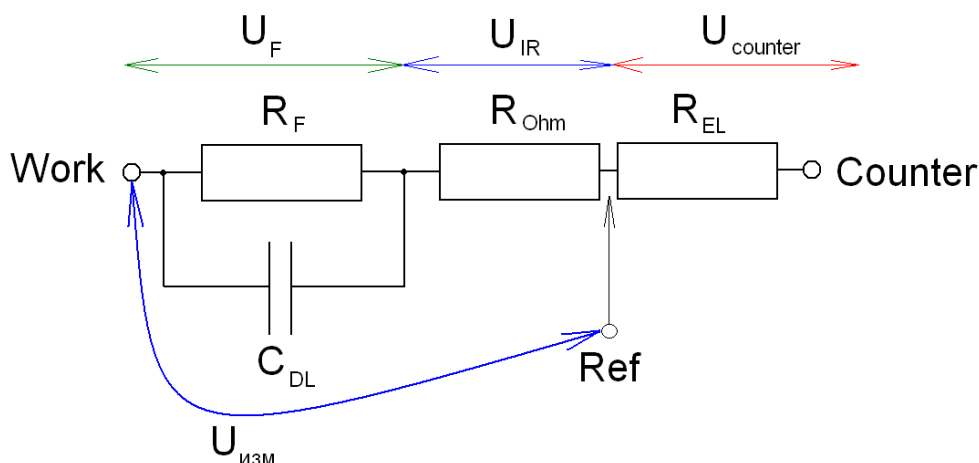 U_F U_IR U_counter
R_F R_Ohm R_EL
Work Counter
C_DL Ref
U_изм